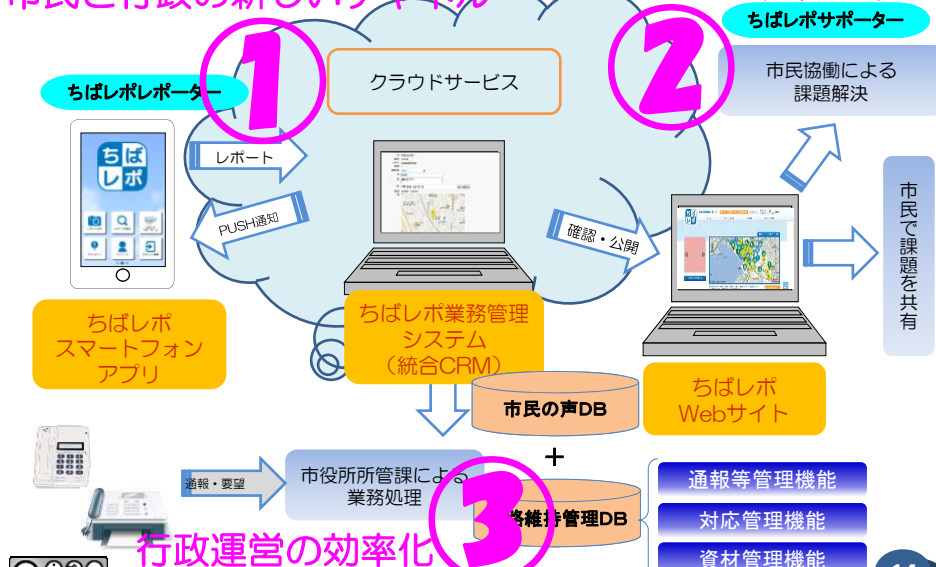 市民と行政の新しいチャネル
ちばレポサポーター
1
2
クラウドサービス
市民協働による
課題解決
ちばレポレポーター
ちば
レポ
レポート
PUSH通知
確認・公開
市民で課題を共有
ちばレポ
スマートフォン
アプリ
ちばレポ業務管理
システム
(統合CRM)
ちばレポ
Webサイト
市民の声DB
+
通報・要望
市役所所管課による
業務処理
3
路維持管理DB
通報等管理機能
対応管理機能
資材管理機能
行政運営の効率化